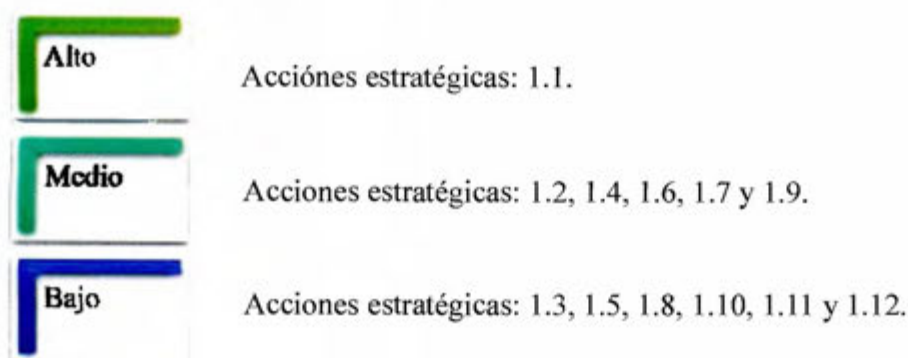 Alto
Acciónes estratégicas: 1.1.
Medio
Acciones estratégicas: 1.2, 1.4, 1.6, 1.7 y 1.9.
Bajo
Acciones estratégicas: 1.3, 1.5, 1.8, 1.10, 1.11 y 1.12.